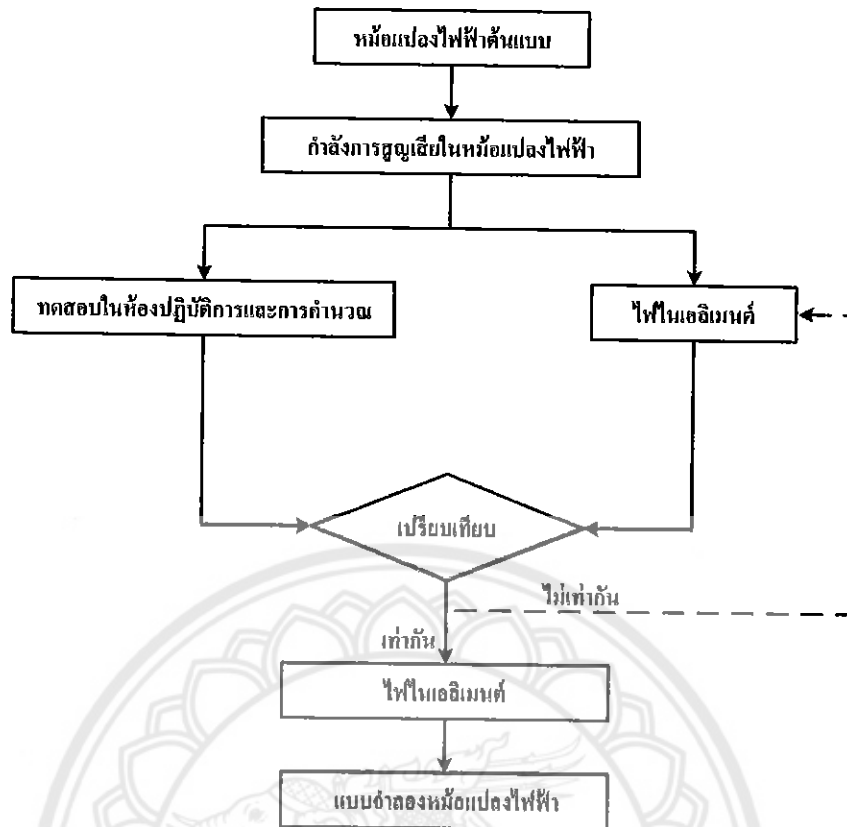 หม้อแปลงไฟฟ้าต้นแบบ
กำลังการสูญเสียในหม้อแปลงไฟฟ้า
ทดสอบในห้องปฏิบัติการและการคำนวณ
ไฟไนเอลิเมนต์
เปรียบเทียบ
ไม่เท่ากัน
เท่ากัน
ไฟไนเอลิเมนต์
แบบจำลองหม้อแปลงไฟฟ้า